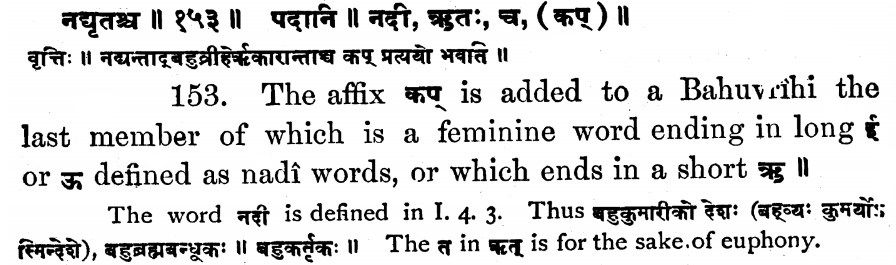 नद्यृतश्च ॥ १५३ ॥ पदानि ॥ नदी, ऋतः, च, ( कप् ) ॥
वृत्तिः ॥ नद्यन्ताद्बहुव्रीहेर्ऋकारान्ताच्च कप् प्रत्ययो भवति ॥
153. The affix कप् is added to a Bahuvrîhi the
last member of which is a feminine word ending in long ई
or ऊ defined as nadî words, or which ends in a short ऋ ॥
The word नदी is defined in I. 4. 3. Thus बहुकुमारीको देशः (बह्व्यः कुमर्योऽ
स्मिन्देशे), बहुब्रह्मबन्धूकः ॥ बहुकर्तृकः ॥ The त in ऋत् is for the sake.of euphony.